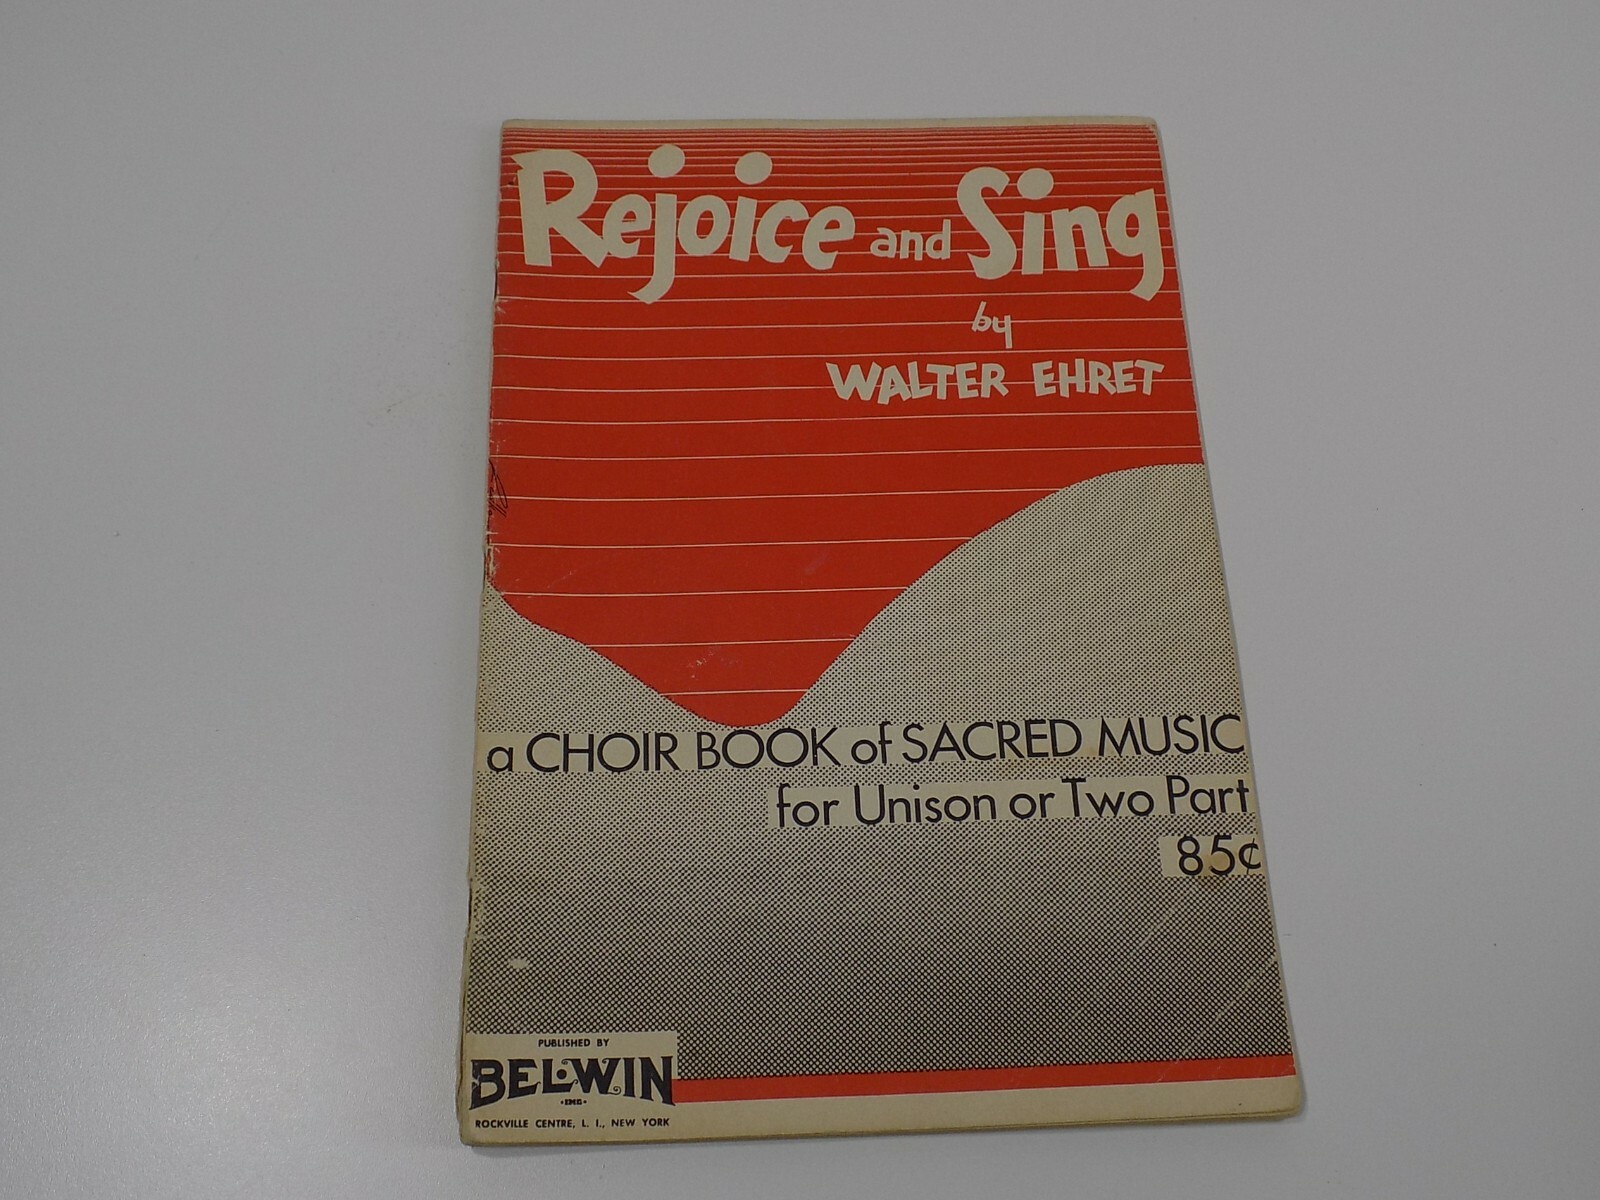 Rejoice and Sing
by
WALTER EHRET
a CHOIR BOOK of SACRED MUSIC
for Unison or Two Part
85¢
PUBLISHED BY
BELWIN
•INC•
ROCKVILLE CENTRE, L. I., NEW YORK